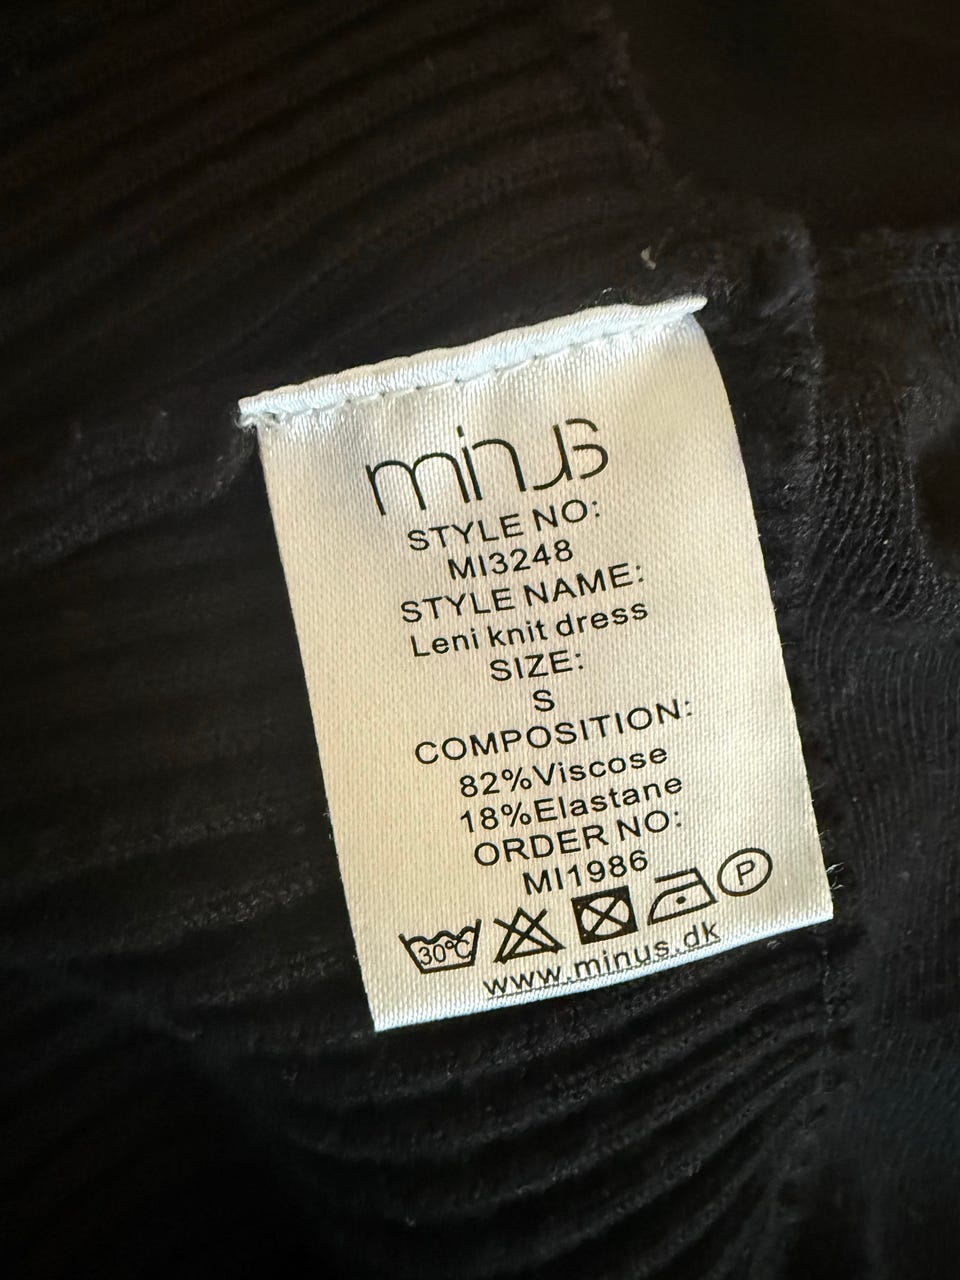 minus
STYLE NO:
MI3248
STYLE NAME:
Leni knit dress
SIZE:
S
COMPOSITION:
82%Viscose
18%Elastane
ORDER NO:
MI1986
30°C P
www.minus.dk